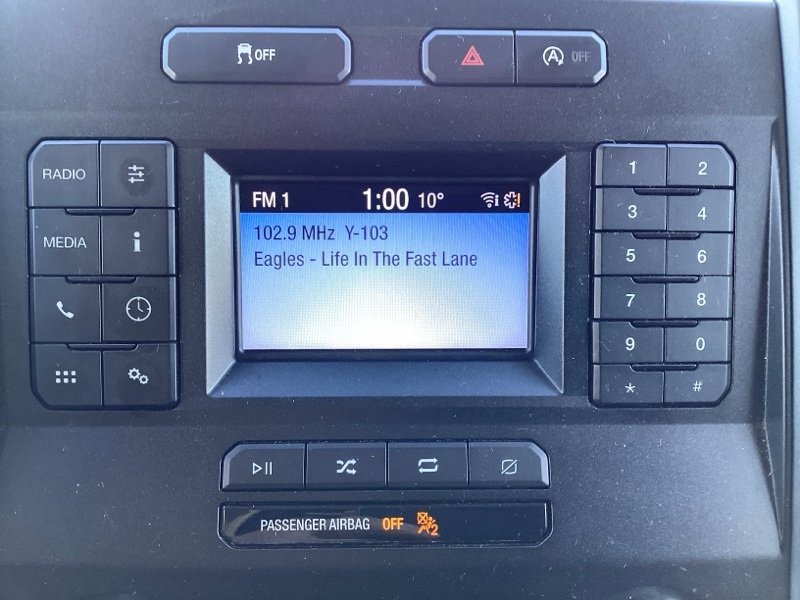 OFF
A OFF
RADIO
MEDIA
i
FM 1 1:00 10° i !
102.9 MHz Y-103
Eagles - Life In The Fast Lane
1 2
3 4
5 6
7 8
9 0
* #
PASSENGER AIRBAG OFF 2